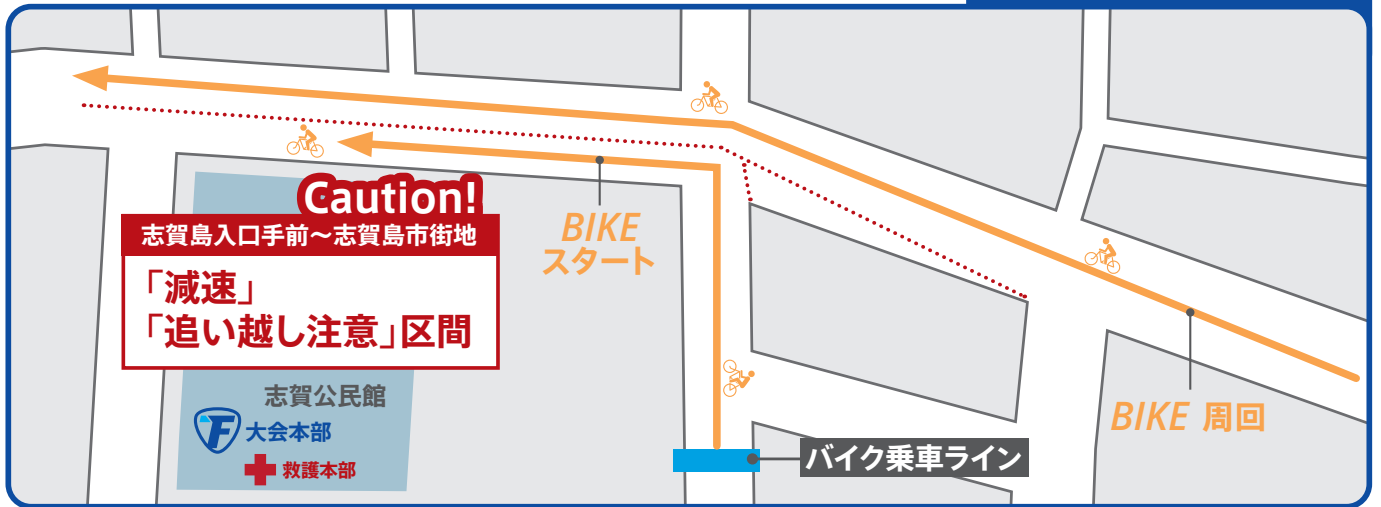 Caution!
志賀島入口手前～志賀島市街地
「減速」
「追い越し注意」区間
BIKE
スタート
志賀公民館
F
大会本部
救護本部
バイク乗車ライン
BIKE 周回